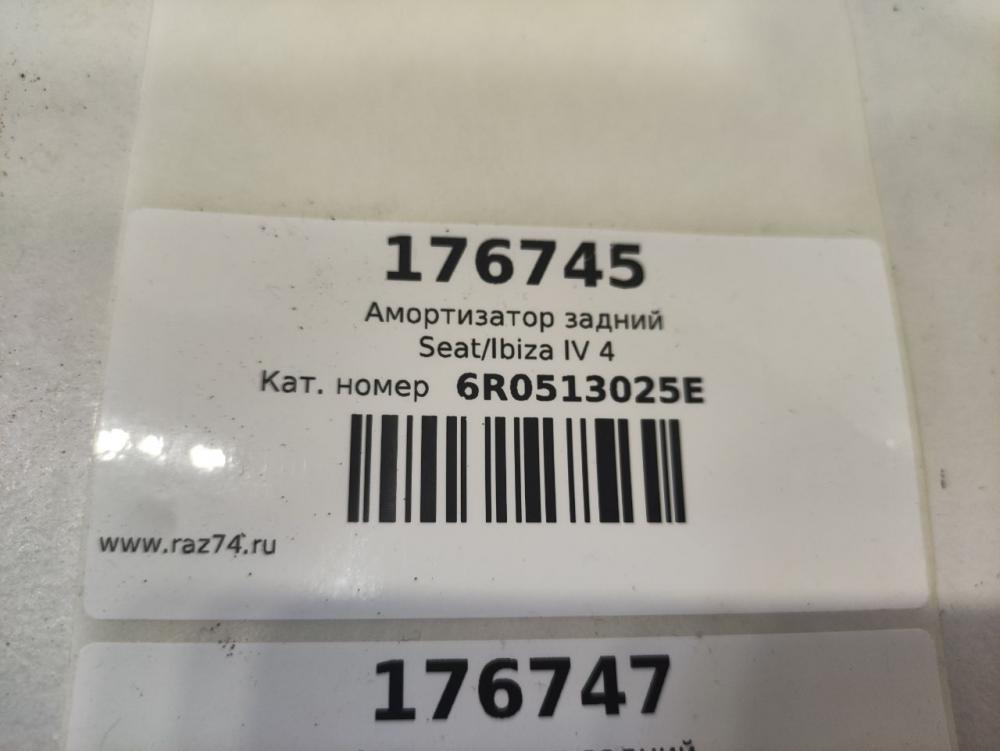 176745
Амортизатор задний
Seat/Ibiza IV 4
Кат. номер 6R0513025E
www.raz74.ru
176747